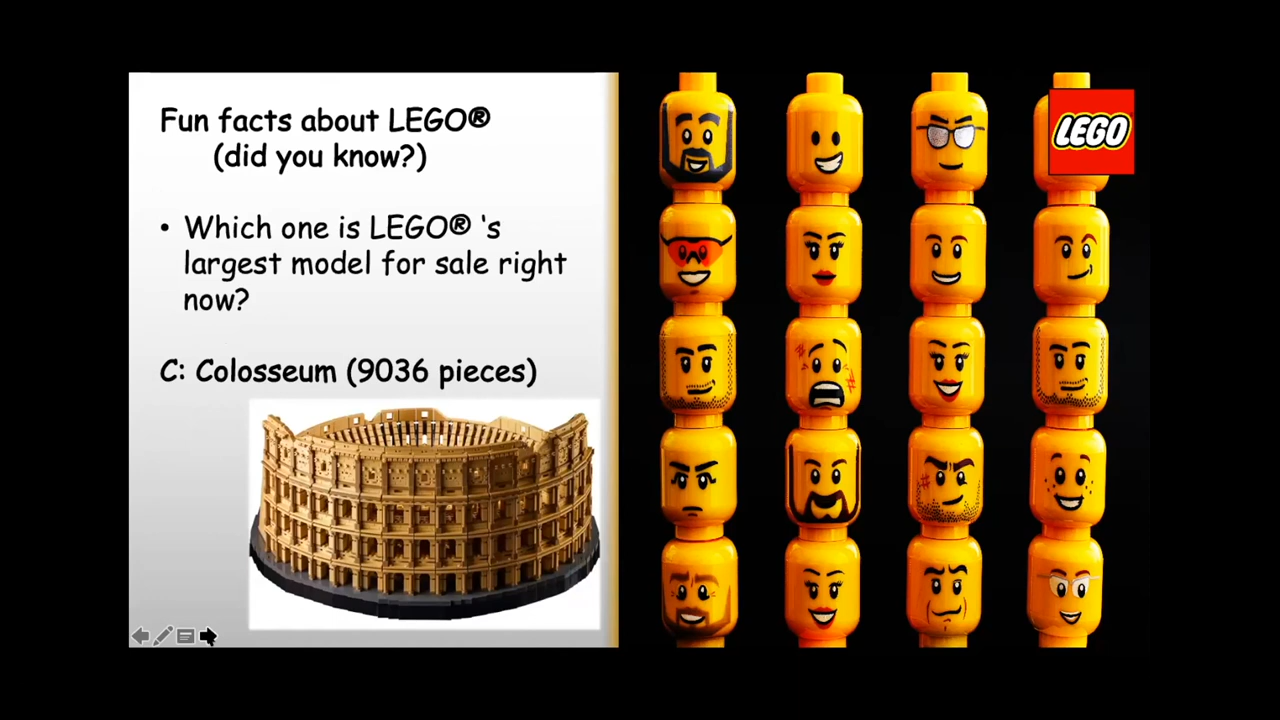 Fun facts about LEGO®
(did you know?)
• Which one is LEGO® 's
largest model for sale right
now?
C: Colosseum (9036 pieces)
LEGO